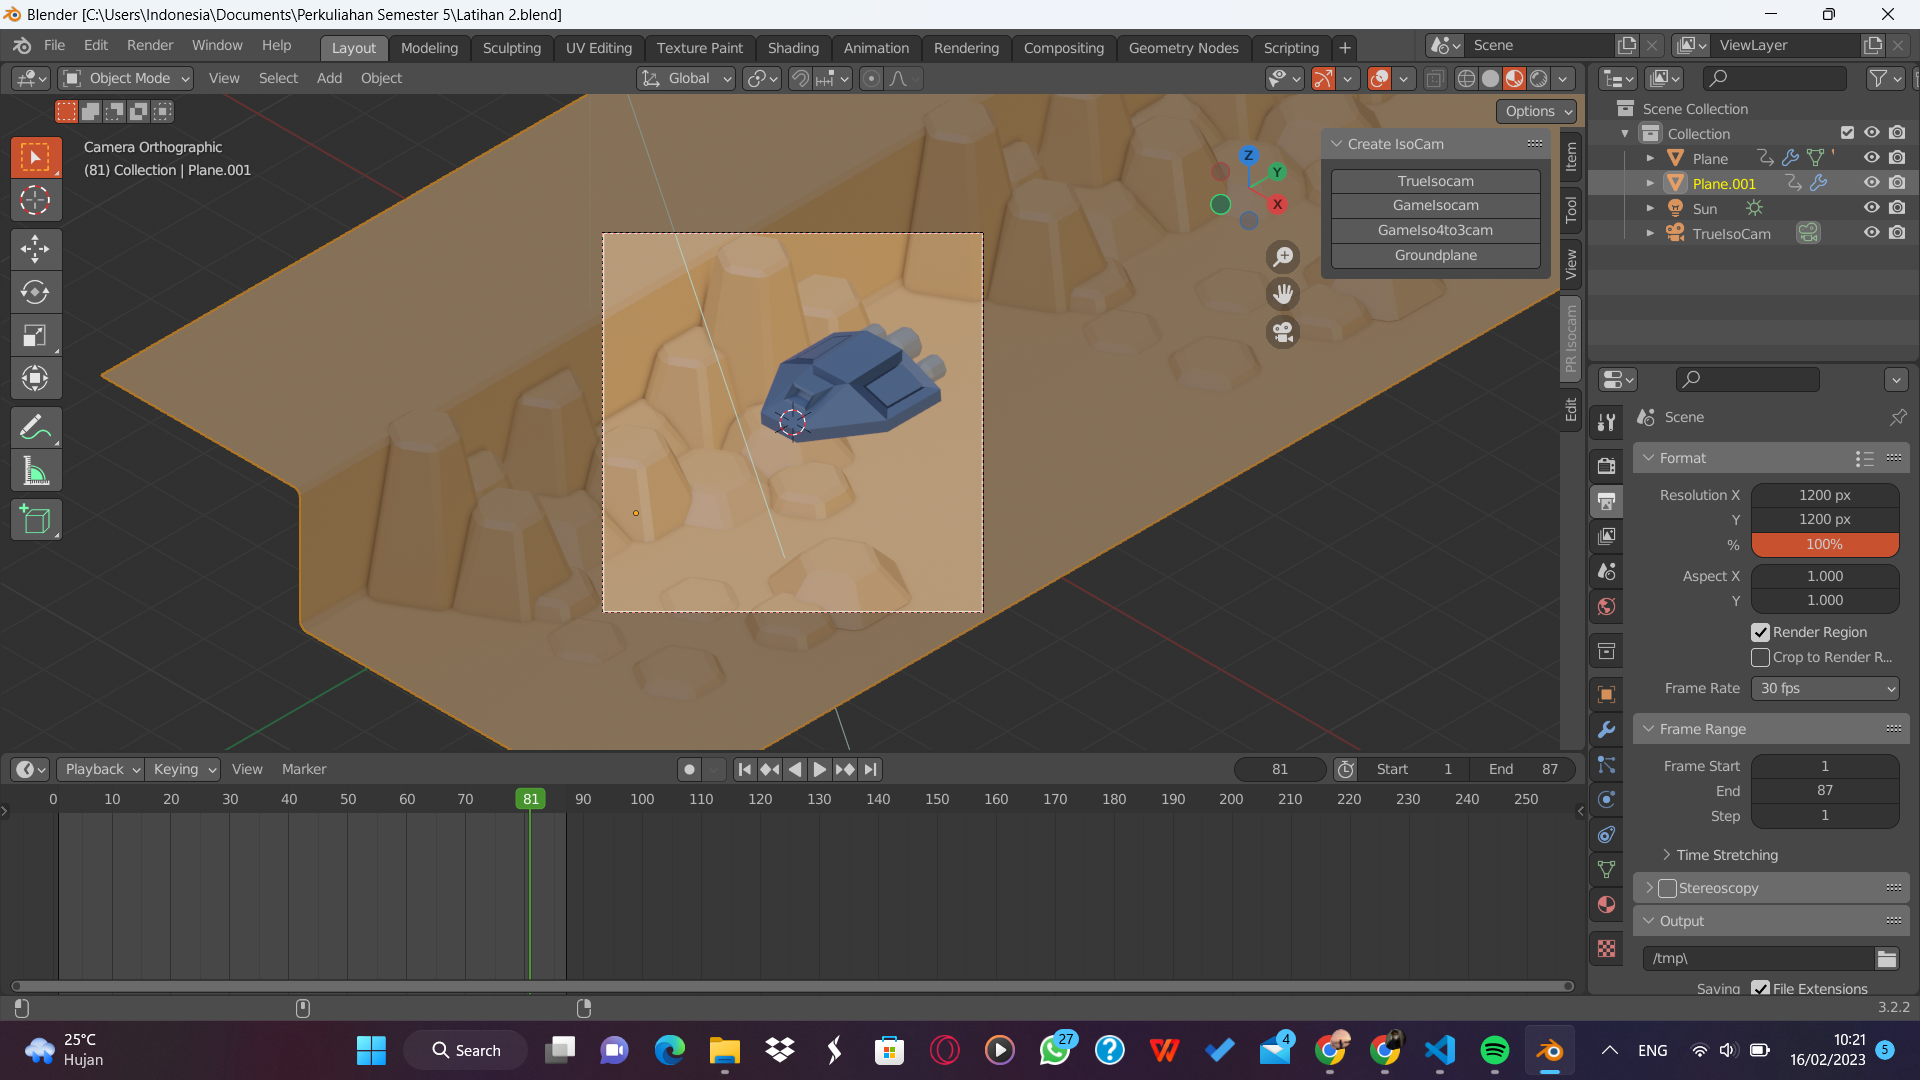 Blender [C:\Users\Indonesia\Documents\Perkuliahan Semester 5\Latihan 2.blend]
File Edit Render Window Help
Layout Modeling Sculpting UV Editing Texture Paint Shading Animation Rendering Compositing Geometry Nodes Scripting +
Scene
ViewLayer
Object Mode View Select Add Object
Global
Options
Camera Orthographic
(81) Collection | Plane.001
Z
Y
X
Create IsoCam
TrueIsocam
GameIsocam
GameIso4to3cam
Groundplane
Item
Tool
View
PR Isocam
Edit
Scene Collection
Collection
Plane
Plane.001
Sun
TrueIsoCam
Scene
Format
Resolution X 1200 px
Y 1200 px
% 100%
Aspect X 1.000
Y 1.000
Render Region
Crop to Render R...
Frame Rate 30 fps
Frame Range
Frame Start 1
End 87
Step 1
Time Stretching
Stereoscopy
Output
/tmp\
Saving File Extensions
Playback Keying View Marker
81
Start 1 End 87
0 10 20 30 40 50 60 70 81 90 100 110 120 130 140 150 160 170 180 190 200 210 220 230 240 250
3.2.2
25°C
Hujan
Search
27
4
ENG
10:21
16/02/2023
5